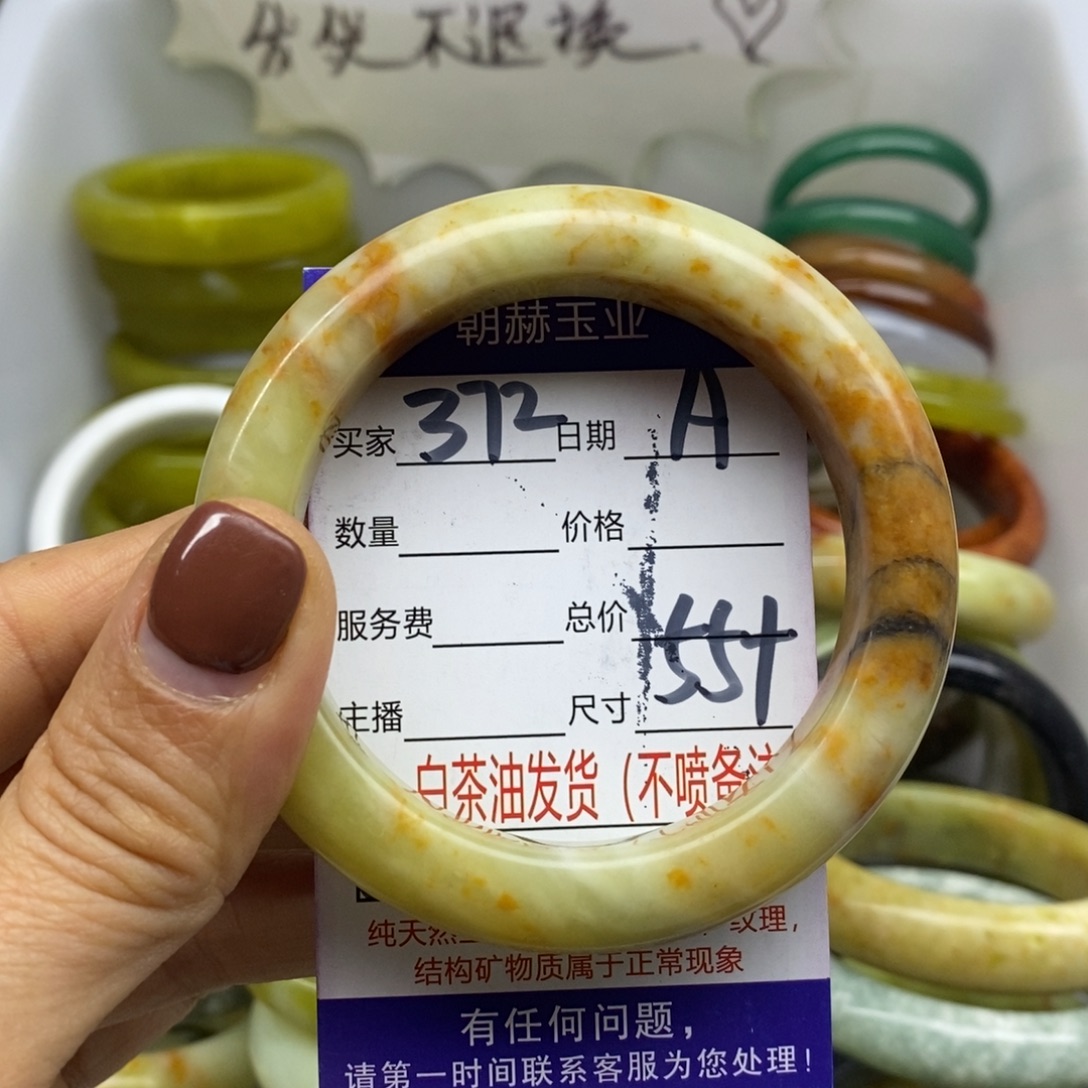 不退换
朝赫玉业
买家 372 日期 A
数量 价格
服务费 总价
主播 尺寸
白茶油发货（不喷备
纯天然 纹理，
结构矿物质属于正常现象
有任何问题，
请第一时间联系客服为您处理！